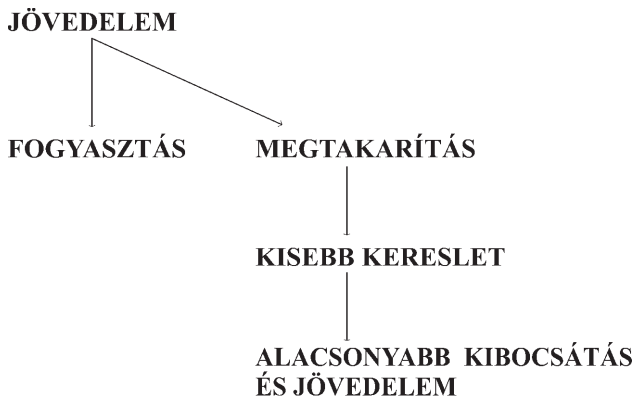 JÖVEDELEM
FOGYASZTÁS
MEGTAKARÍTÁS
KISEBB KERESLET
ALACSONYABB KIBOCSÁTÁS
ÉS JÖVEDELEM